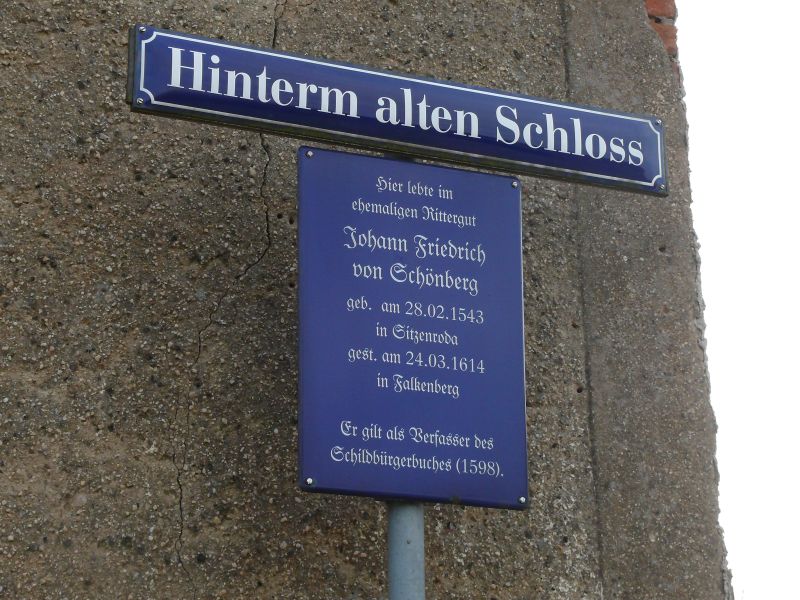 Hinterm alten Schloss
Hier lebte im
ehemaligen Rittergut
Johann Friedrich
von Schönberg
geb. am 28.02.1543
in Sitzenroda
gest. am 24.03.1614
in Falkenberg
Er gilt als Verfasser des
Schildbürgerbuches (1598).